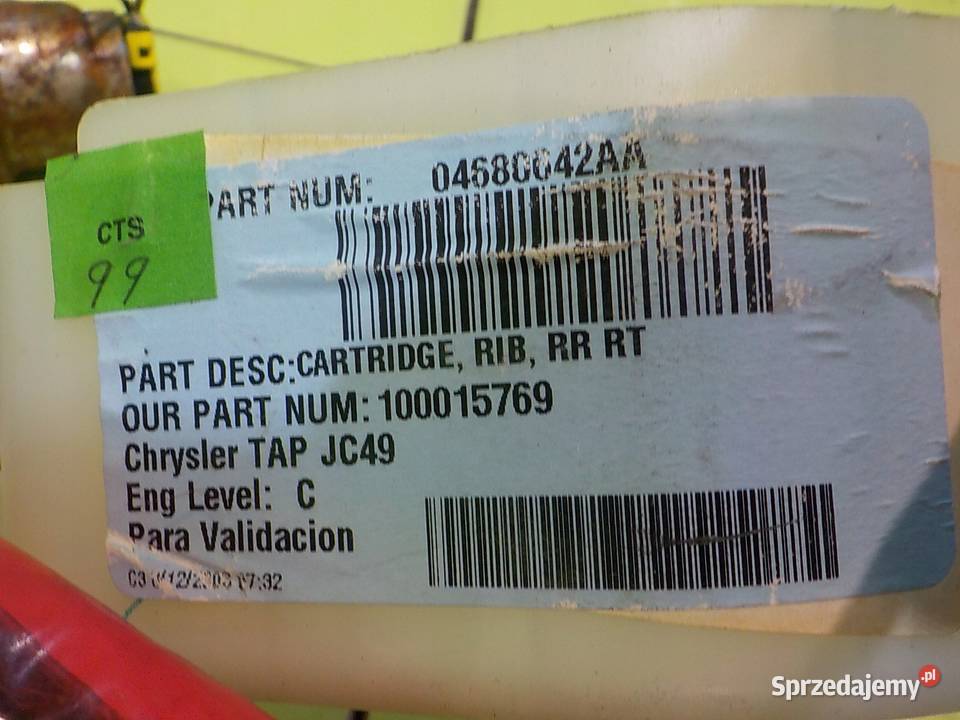 CTS
99
PART NUM: 04680642AA
PART DESC:CARTRIDGE, RIB, RR RT
OUR PART NUM: 100015769
Chrysler TAP JC49
Eng Level: C
Para Validacion
Sprzedajemy.pl